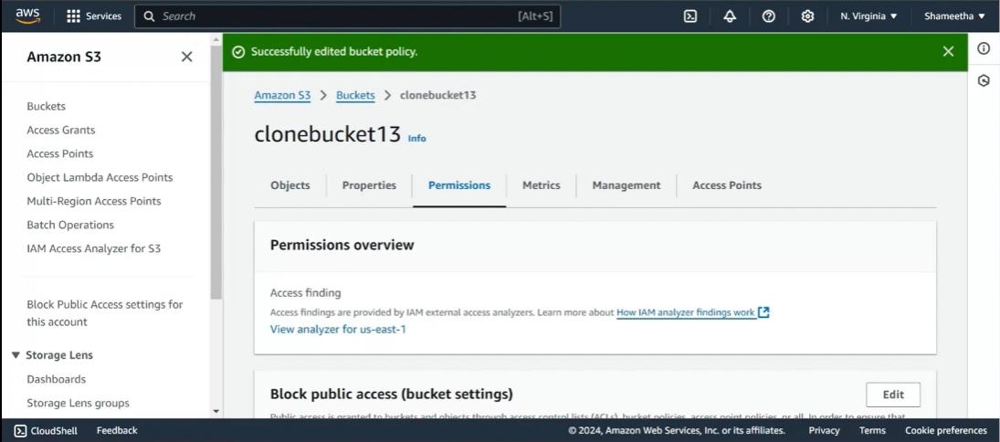 aws Services Search [Alt+S] N. Virginia Shameetha
Amazon S3
Buckets
Access Grants
Access Points
Object Lambda Access Points
Multi-Region Access Points
Batch Operations
IAM Access Analyzer for S3
Block Public Access settings for
this account
Storage Lens
Dashboards
Storage Lens groups
Successfully edited bucket policy.
Amazon S3 > Buckets > clonebucket13
clonebucket13 Info
Objects Properties Permissions Metrics Management Access Points
Permissions overview
Access finding
Access findings are provided by IAM external access analyzers. Learn more about How IAM analyzer findings work
View analyzer for us-east-1
Block public access (bucket settings) Edit
Public access is granted to buckets and objects through access control lists (ACLs), bucket policies, access point policies, or all. In order to ensure that
CloudShell Feedback © 2024, Amazon Web Services, Inc. or its affiliates. Privacy Terms Cookie preferences